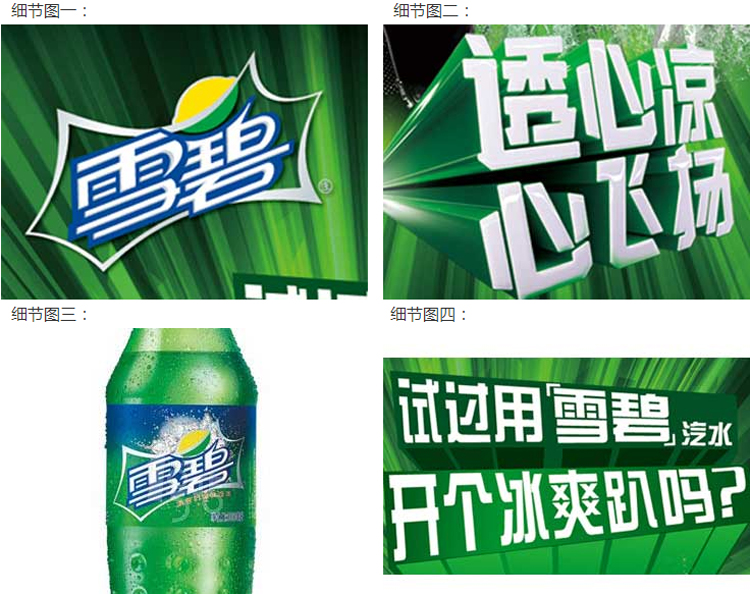 细节图一：
细节图二：
雪碧
®
透心凉
心飞扬
细节图三：
细节图四：
雪碧
试过用「雪碧」汽水
开个冰爽趴吗?